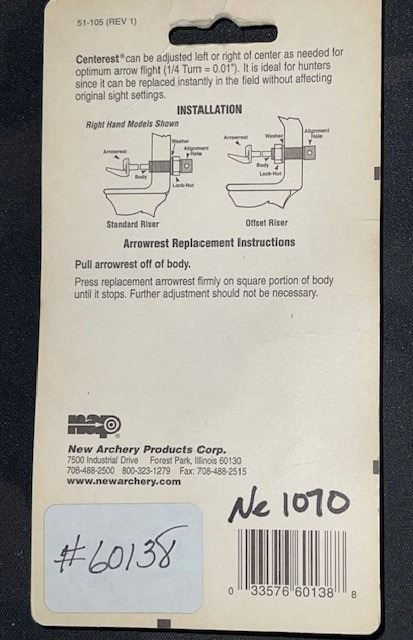 51-105 (REV 1)
Centerest® can be adjusted left or right of center as needed for
optimum arrow flight (1/4 Turn = 0.01"). It is ideal for hunters
since it can be replaced instantly in the field without affecting
original sight settings.
INSTALLATION
Right Hand Models Shown
Washer
Arrowrest
Alignment
Hole
Body
Lock-Nut
Standard Riser
Alignment
Hole
Washer
Arrowrest
Body
Lock-Nut
Offset Riser
Arrowrest Replacement Instructions
Pull arrowrest off of body.
Press replacement arrowrest firmly on square portion of body
until it stops. Further adjustment should not be necessary.
nap®
New Archery Products Corp.
7500 Industrial Drive Forest Park, Illinois 60130
708-488-2500 800-323-1279 Fax: 708-488-2515
www.newarchery.com
Nc 1070
#60138
0 33576 60138 8